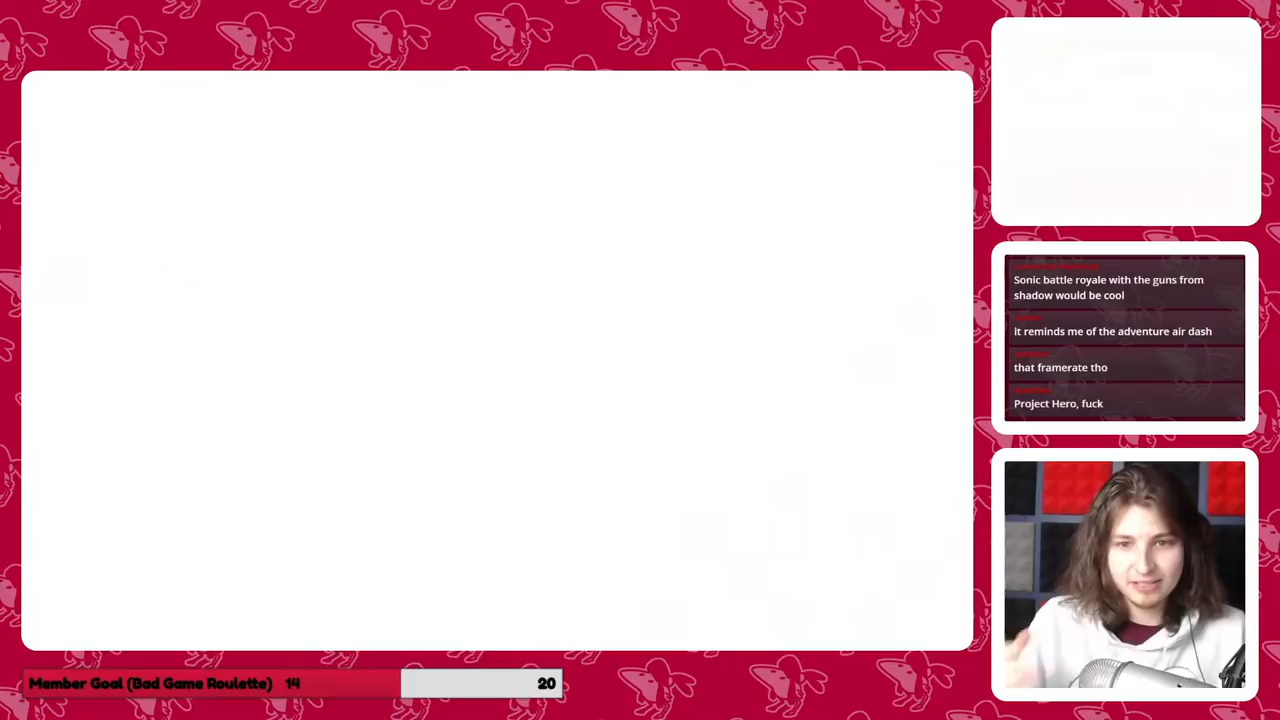 Sonic battle royale with the guns from
shadow would be cool
it reminds me of the adventure air dash
that framerate tho
Project Hero, fuck
Member Goal (Bad Game Roulette) 14 20